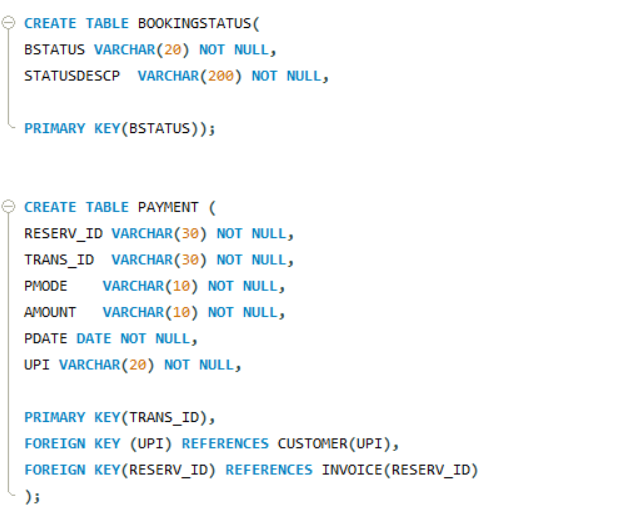 CREATE TABLE BOOKINGSTATUS(
BSTATUS VARCHAR(20) NOT NULL,
STATUSDESCP  VARCHAR(200) NOT NULL,
PRIMARY KEY(BSTATUS));
CREATE TABLE PAYMENT (
RESERV_ID VARCHAR(30) NOT NULL,
TRANS_ID  VARCHAR(30) NOT NULL,
PMODE    VARCHAR(10) NOT NULL,
AMOUNT   VARCHAR(10) NOT NULL,
PDATE DATE NOT NULL,
UPI VARCHAR(20) NOT NULL,
PRIMARY KEY(TRANS_ID),
FOREIGN KEY (UPI) REFERENCES CUSTOMER(UPI),
FOREIGN KEY(RESERV_ID) REFERENCES INVOICE(RESERV_ID)
);